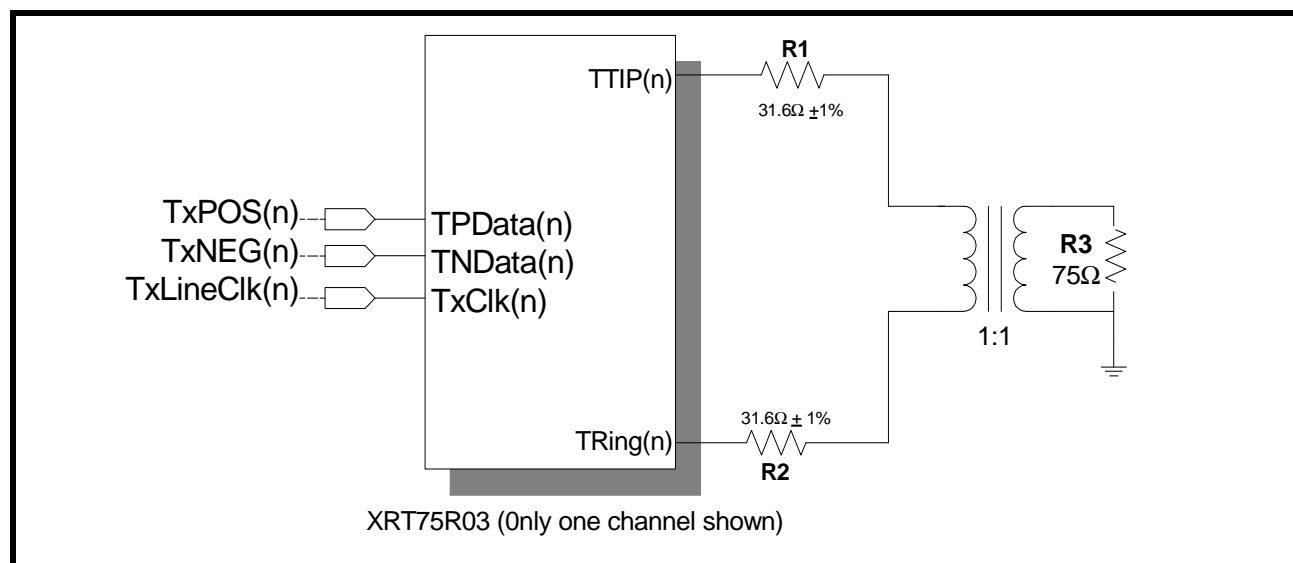 R1
TTIP(n)
31.6Ω ±1%
TxPOS(n)
TPData(n)
TxNEG(n)
TNData(n)
TxLineClk(n)
TxClk(n)
R3
75Ω
1:1
31.6Ω ± 1%
TRing(n)
R2
XRT75R03 (0nly one channel shown)